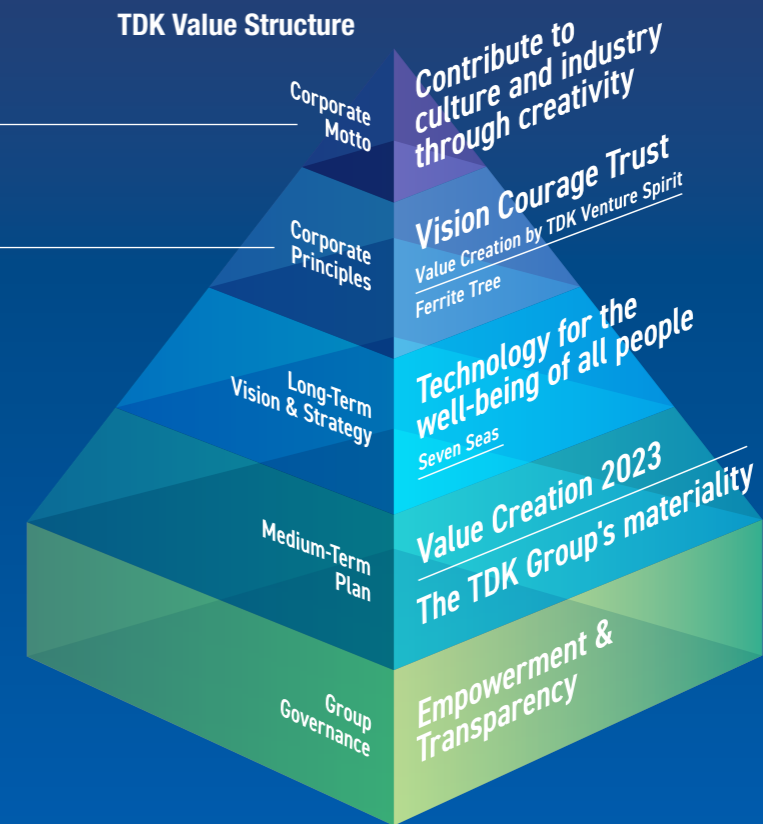 TDK Value Structure
Corporate
Motto
Contribute to
culture and industry
through creativity
Corporate
Principles
Vision Courage Trust
Value Creation by TDK Venture Spirit
Ferrite Tree
Long-Term
Vision & Strategy
Technology for the
well-being of all people
Seven Seas
Medium-Term
Plan
Value Creation 2023
The TDK Group's materiality
Group
Governance
Empowerment &
Transparency